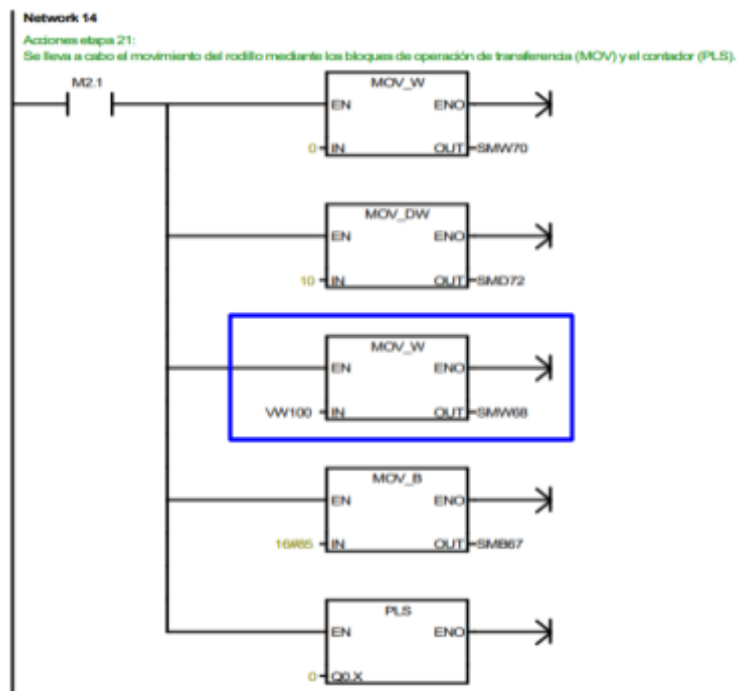 Network 14
Acciones etapa 21:
Se lleva a cabo el movimiento del rodillo mediante los bloques de operación de transferencia (MOV) y el contador (PLS).
M2.1
MOV_W
EN ENO
0 IN OUT SMW70
MOV_DW
EN ENO
10 IN OUT SMD72
MOV_W
EN ENO
VW100 IN OUT SMW68
MOV_B
EN ENO
16#85 IN OUT SMB67
PLS
EN ENO
0 Q0.X